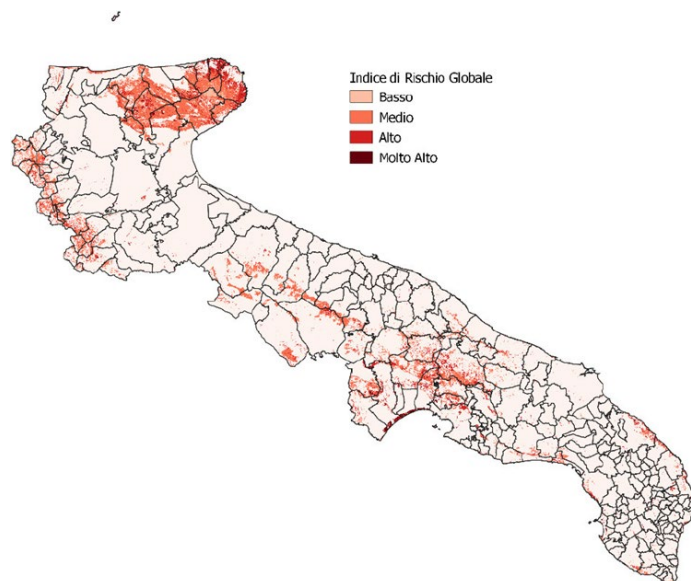 Indice di Rischio Globale
Basso
Medio
Alto
Molto Alto